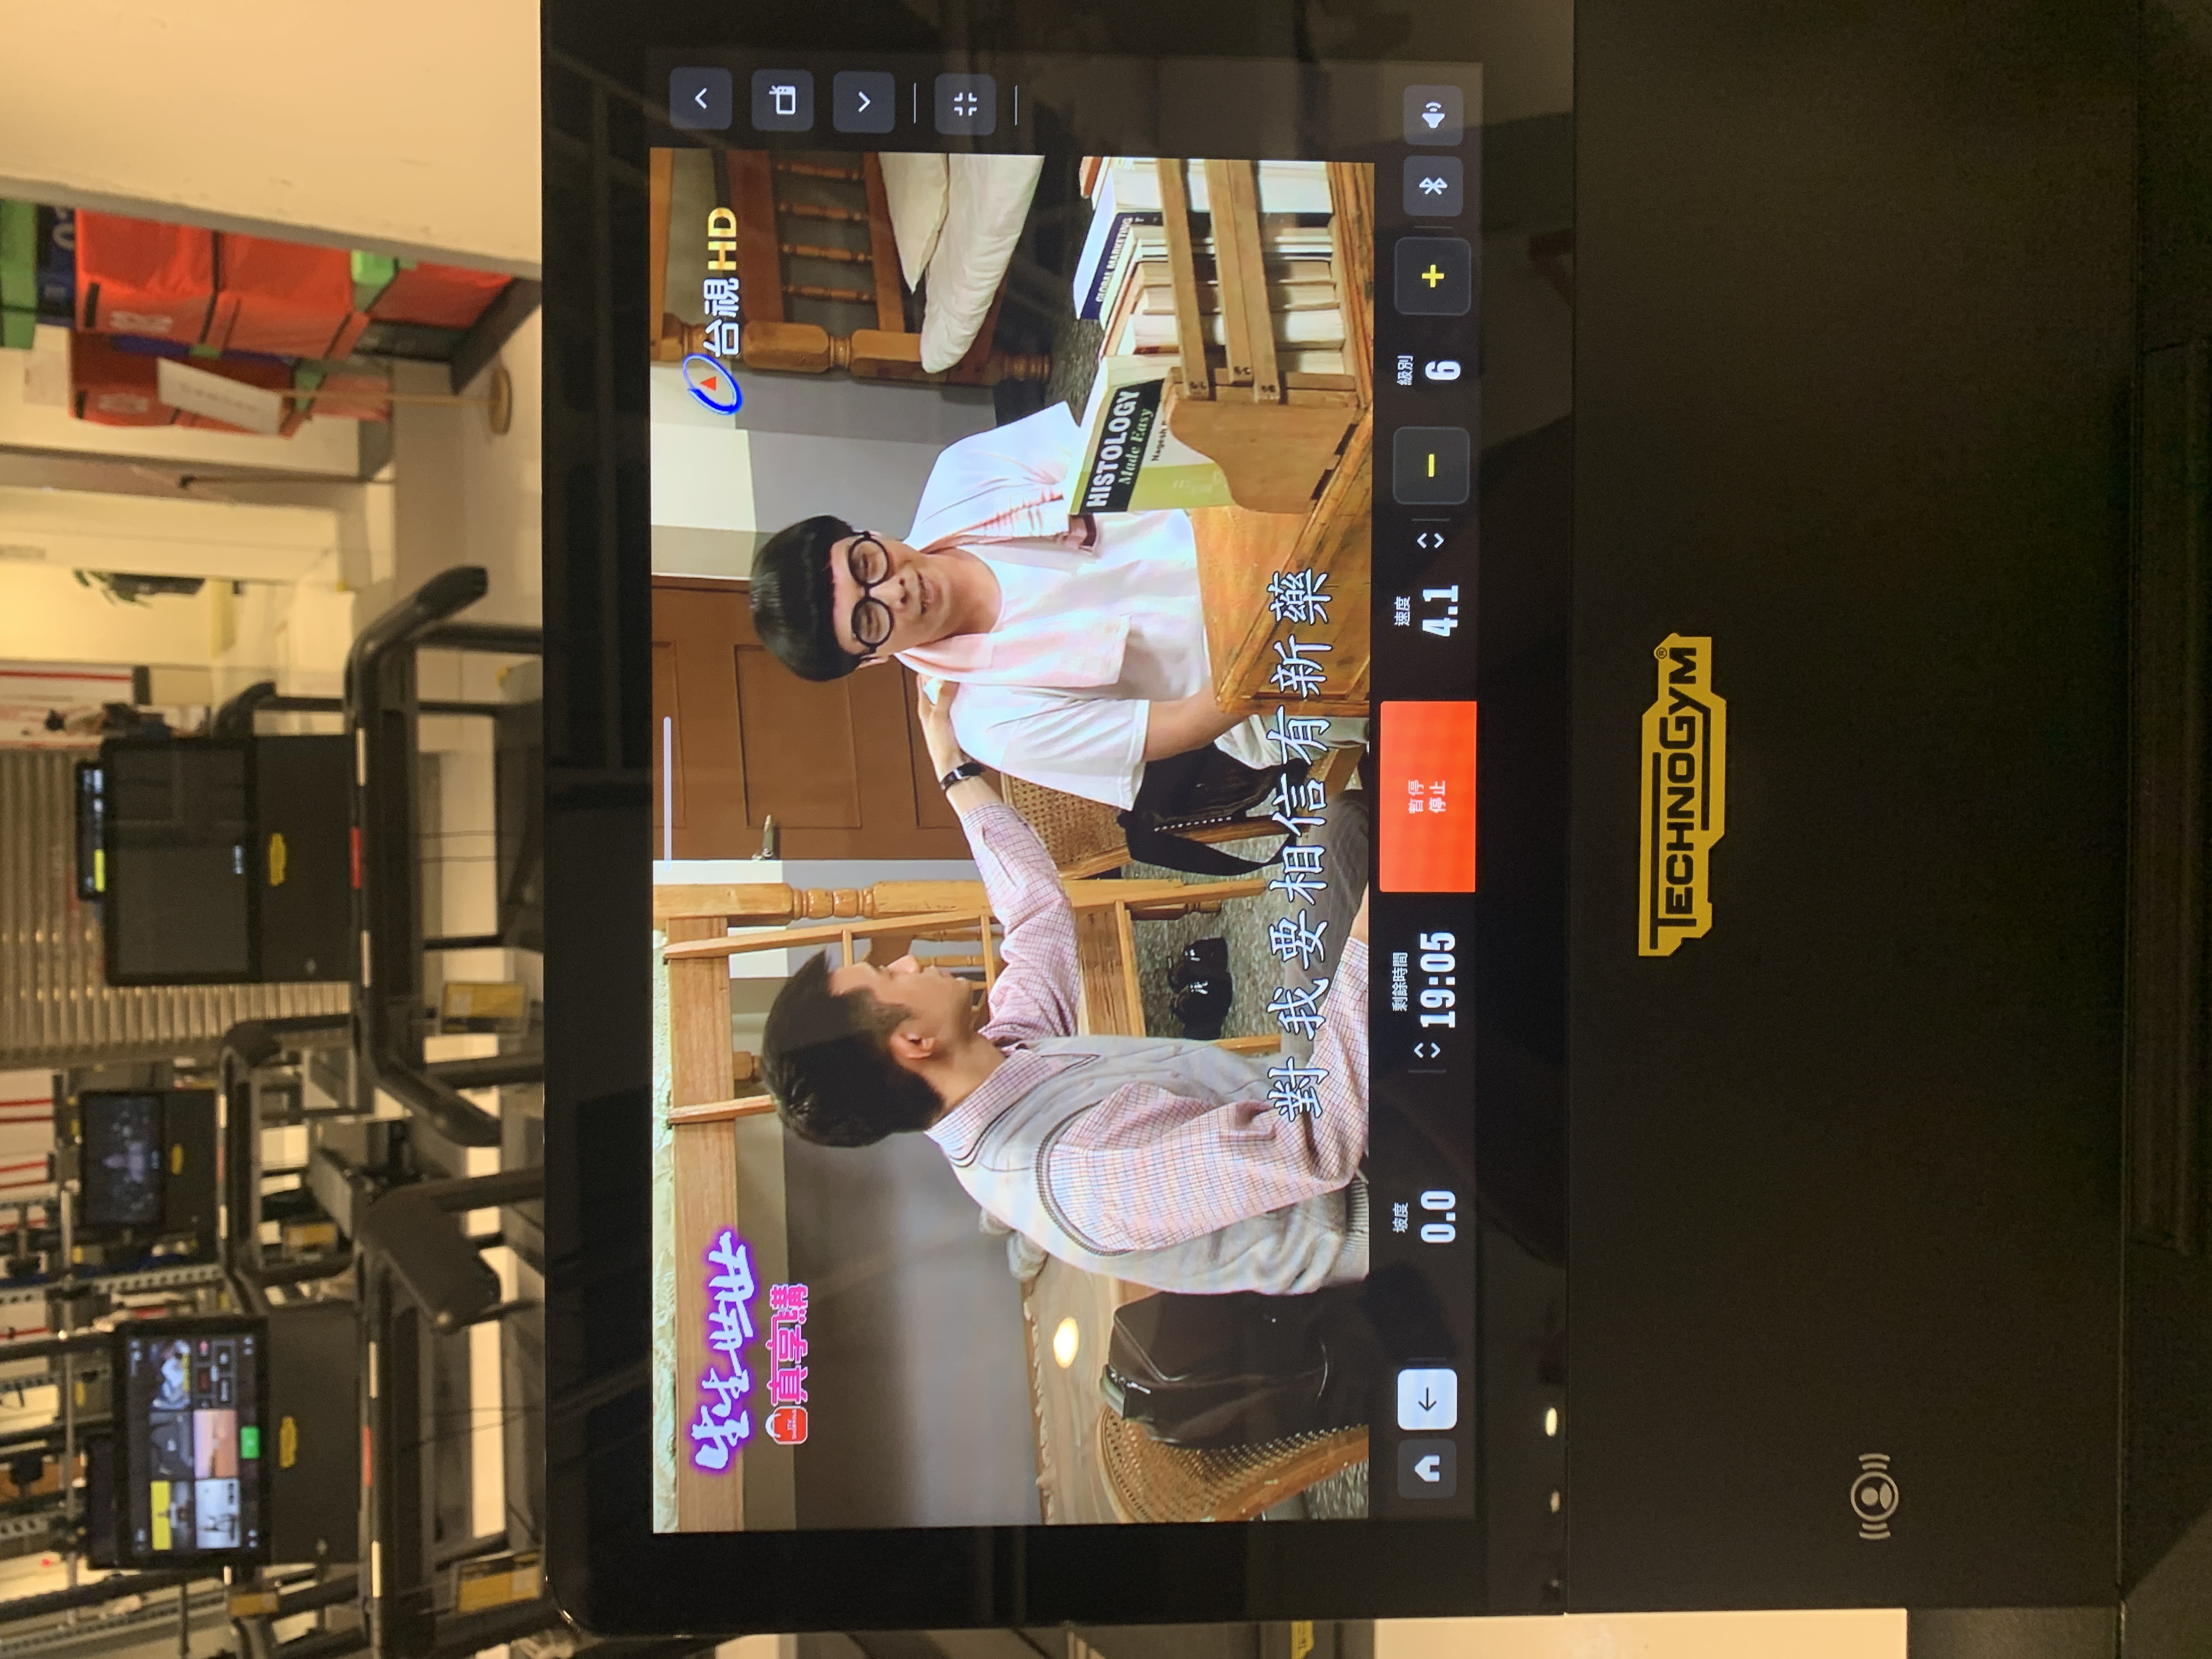 生生世世
真享購
台視HD
HISTOLOGY
Made Easy
Nagesh
GLOBAL MARKETING
對 我要相信有新藥
坡度
0.0
剩餘時間
19:05
暫停
停止
速度
4.1
級別
6
TECHNOGYM®